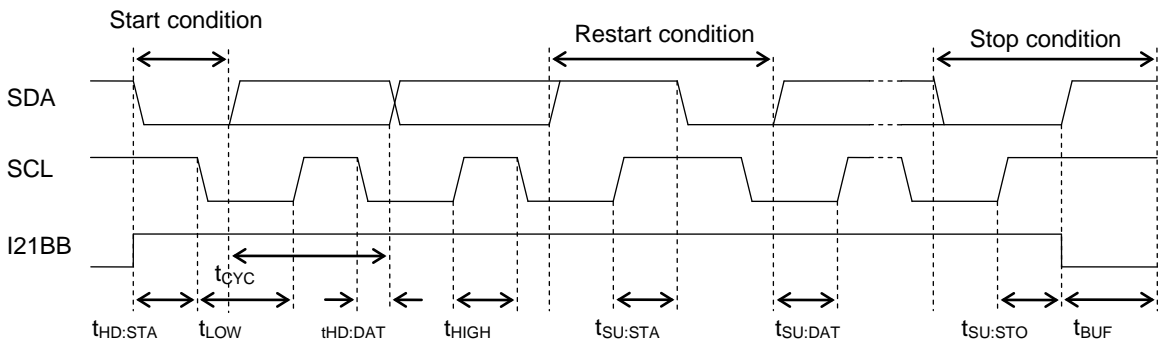 Start condition
Restart condition
Stop condition
SDA
SCL
I21BB
tCYC
tHD:STA tLOW tHD:DAT tHIGH tSU:STA tSU:DAT tSU:STO tBUF